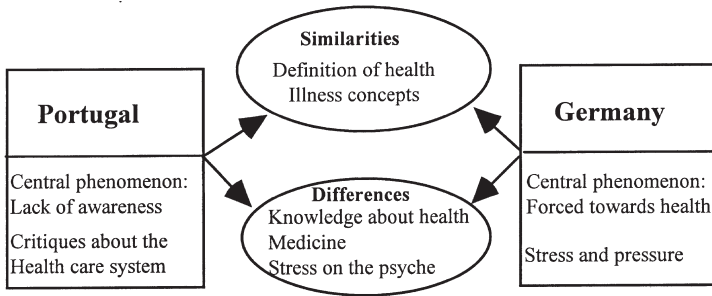 Similarities
Definition of health
Illness concepts
Portugal
Central phenomenon:
Lack of awareness
Critiques about the
Health care system
Differences
Knowledge about health
Medicine
Stress on the psyche
Germany
Central phenomenon:
Forced towards health
Stress and pressure